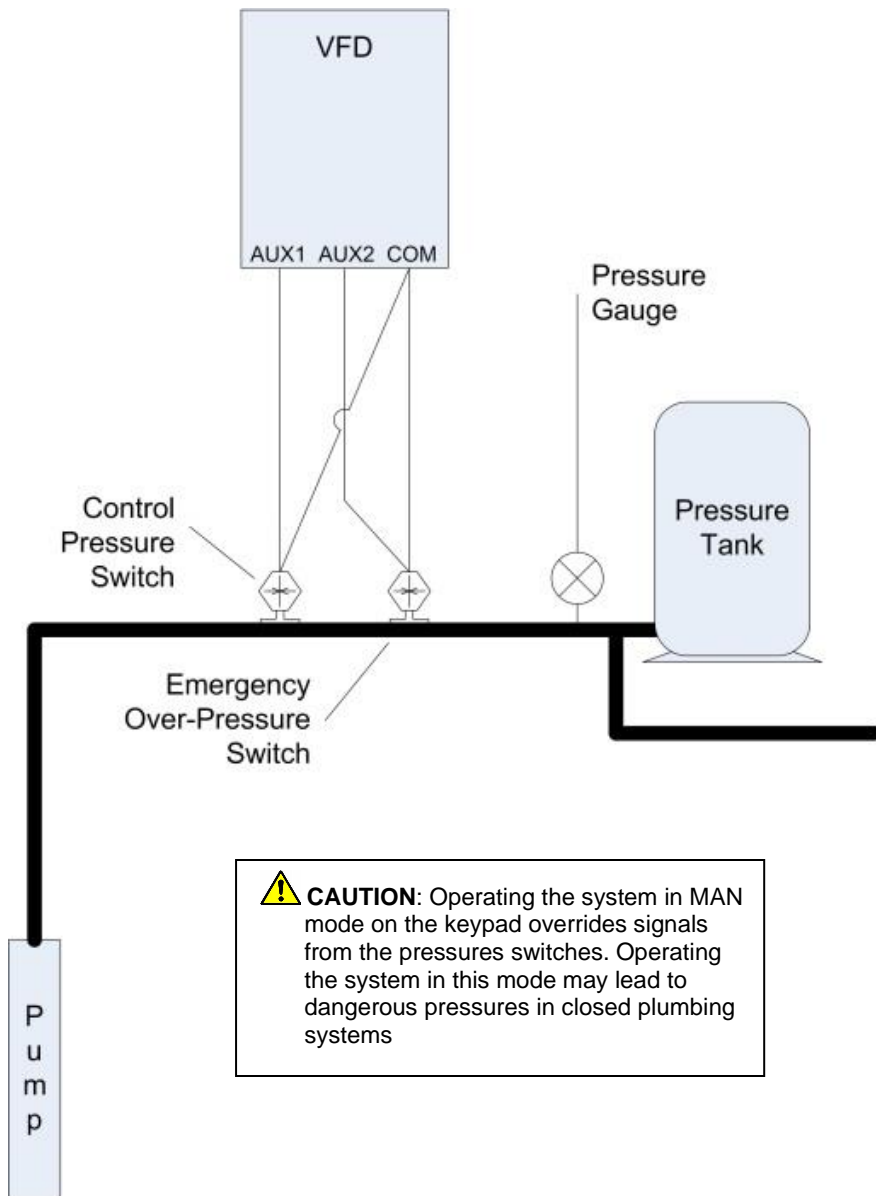 VFD
AUX1 AUX2 COM
Pressure
Gauge
Control
Pressure
Switch
Pressure
Tank
Emergency
Over-Pressure
Switch
CAUTION: Operating the system in MAN
mode on the keypad overrides signals
from the pressures switches. Operating
the system in this mode may lead to
dangerous pressures in closed plumbing
systems
P
u
m
p